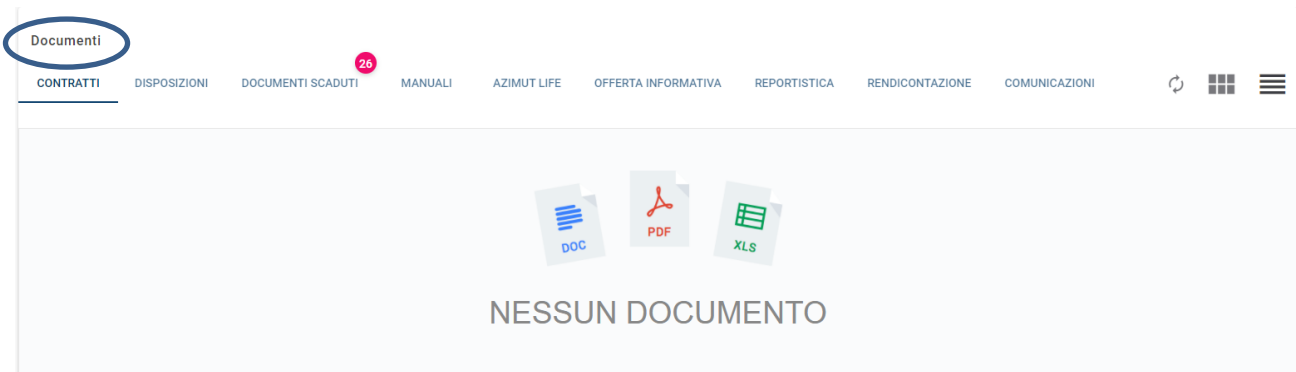 Documenti
26
CONTRATTI DISPOSIZIONI DOCUMENTI SCADUTI MANUALI AZIMUT LIFE OFFERTA INFORMATIVA REPORTISTICA RENDICONTAZIONE COMUNICAZIONI
DOC PDF XLS
NESSUN DOCUMENTO